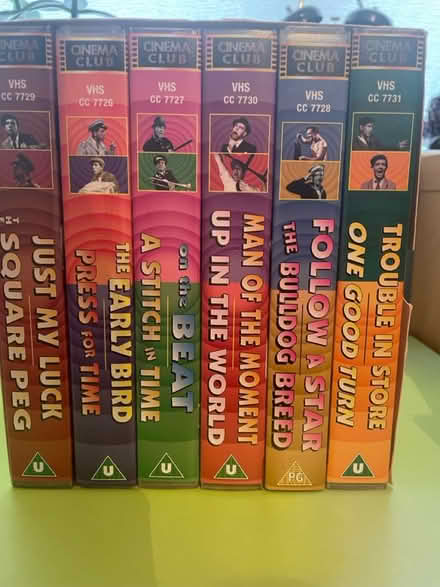 CINEMA CLUB
VHS
CC 7729
JUST MY LUCK
THE SQUARE PEG
U
CINEMA CLUB
VHS
CC 7726
THE EARLY BIRD
PRESS FOR TIME
U
CINEMA CLUB
VHS
CC 7727
on the BEAT
A STITCH IN TIME
U
CINEMA CLUB
VHS
CC 7730
MAN OF THE MOMENT
UP IN THE WORLD
U
CINEMA CLUB
VHS
CC 7728
FOLLOW A STAR
THE BULLDOG BREED
PG
CINEMA CLUB
VHS
CC 7731
TROUBLE IN STORE
ONE GOOD TURN
U